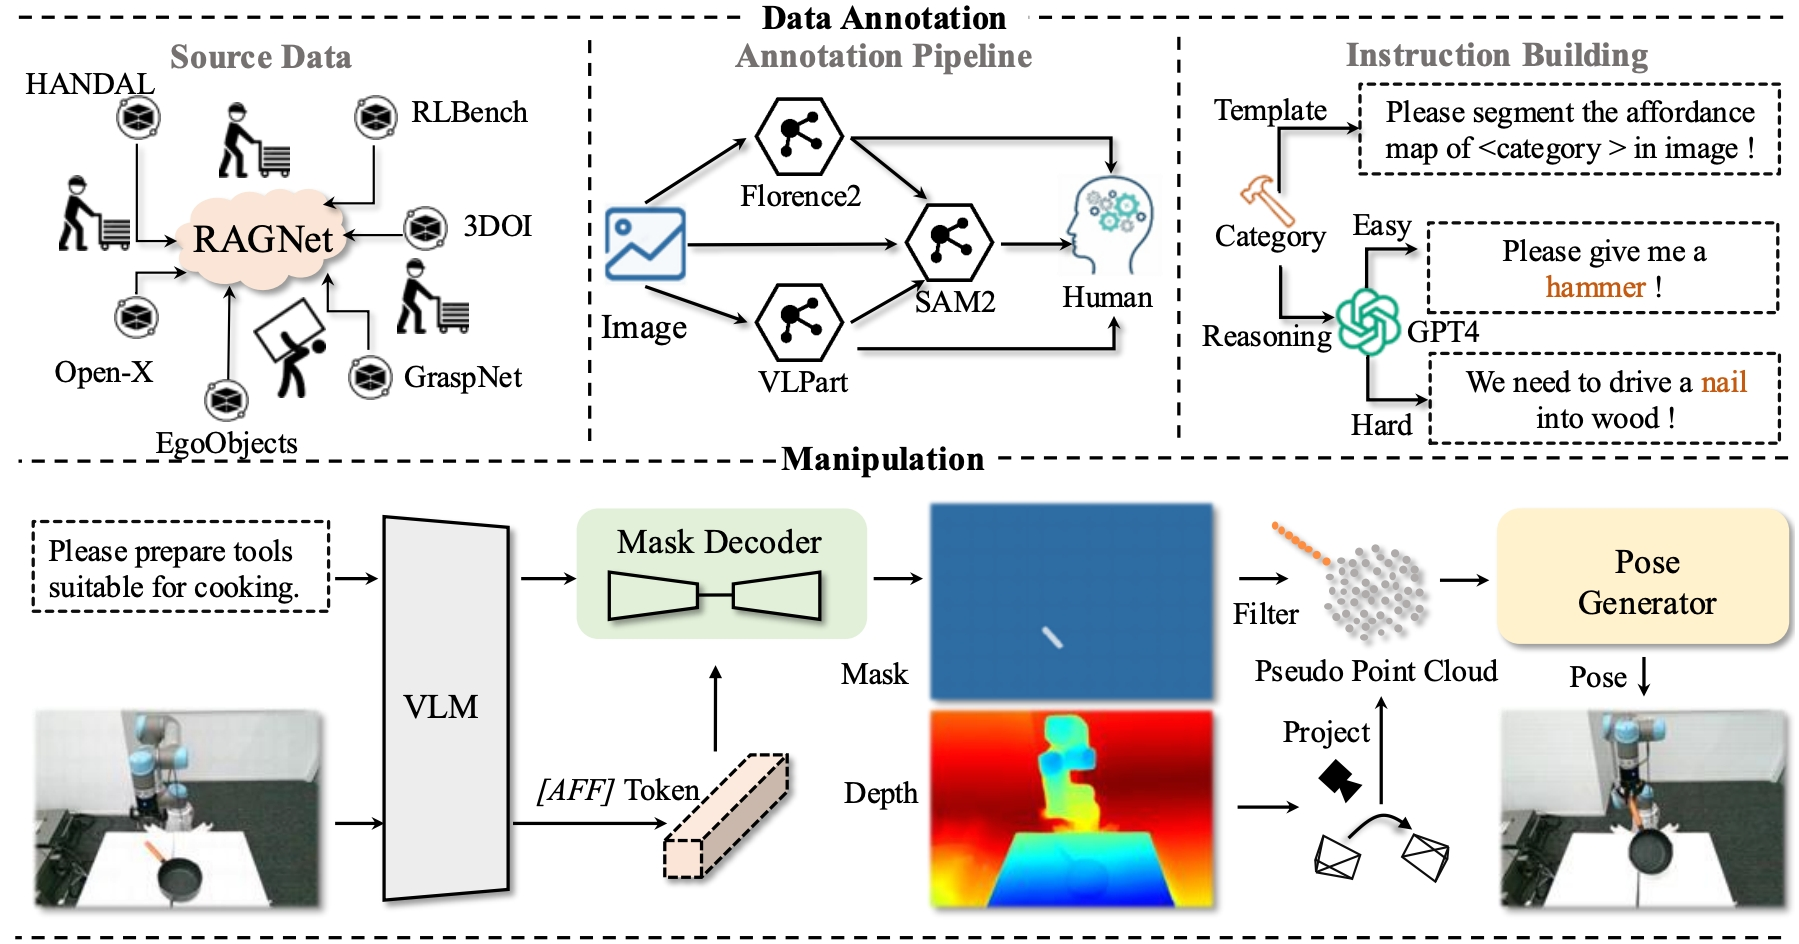 Data Annotation
Source Data
HANDAL
RLBench
RAGNet
3DOI
Open-X
GraspNet
EgoObjects
Annotation Pipeline
Florence2
Image
SAM2
Human
VLPart
Instruction Building
Template
Please segment the affordance
map of <category > in image !
Category
Easy
Please give me a
hammer !
Reasoning
GPT4
We need to drive a nail
into wood !
Hard
Manipulation
Please prepare tools
suitable for cooking.
VLM
Mask Decoder
[AFF] Token
Mask
Depth
Filter
Pseudo Point Cloud
Project
Pose
Generator
Pose